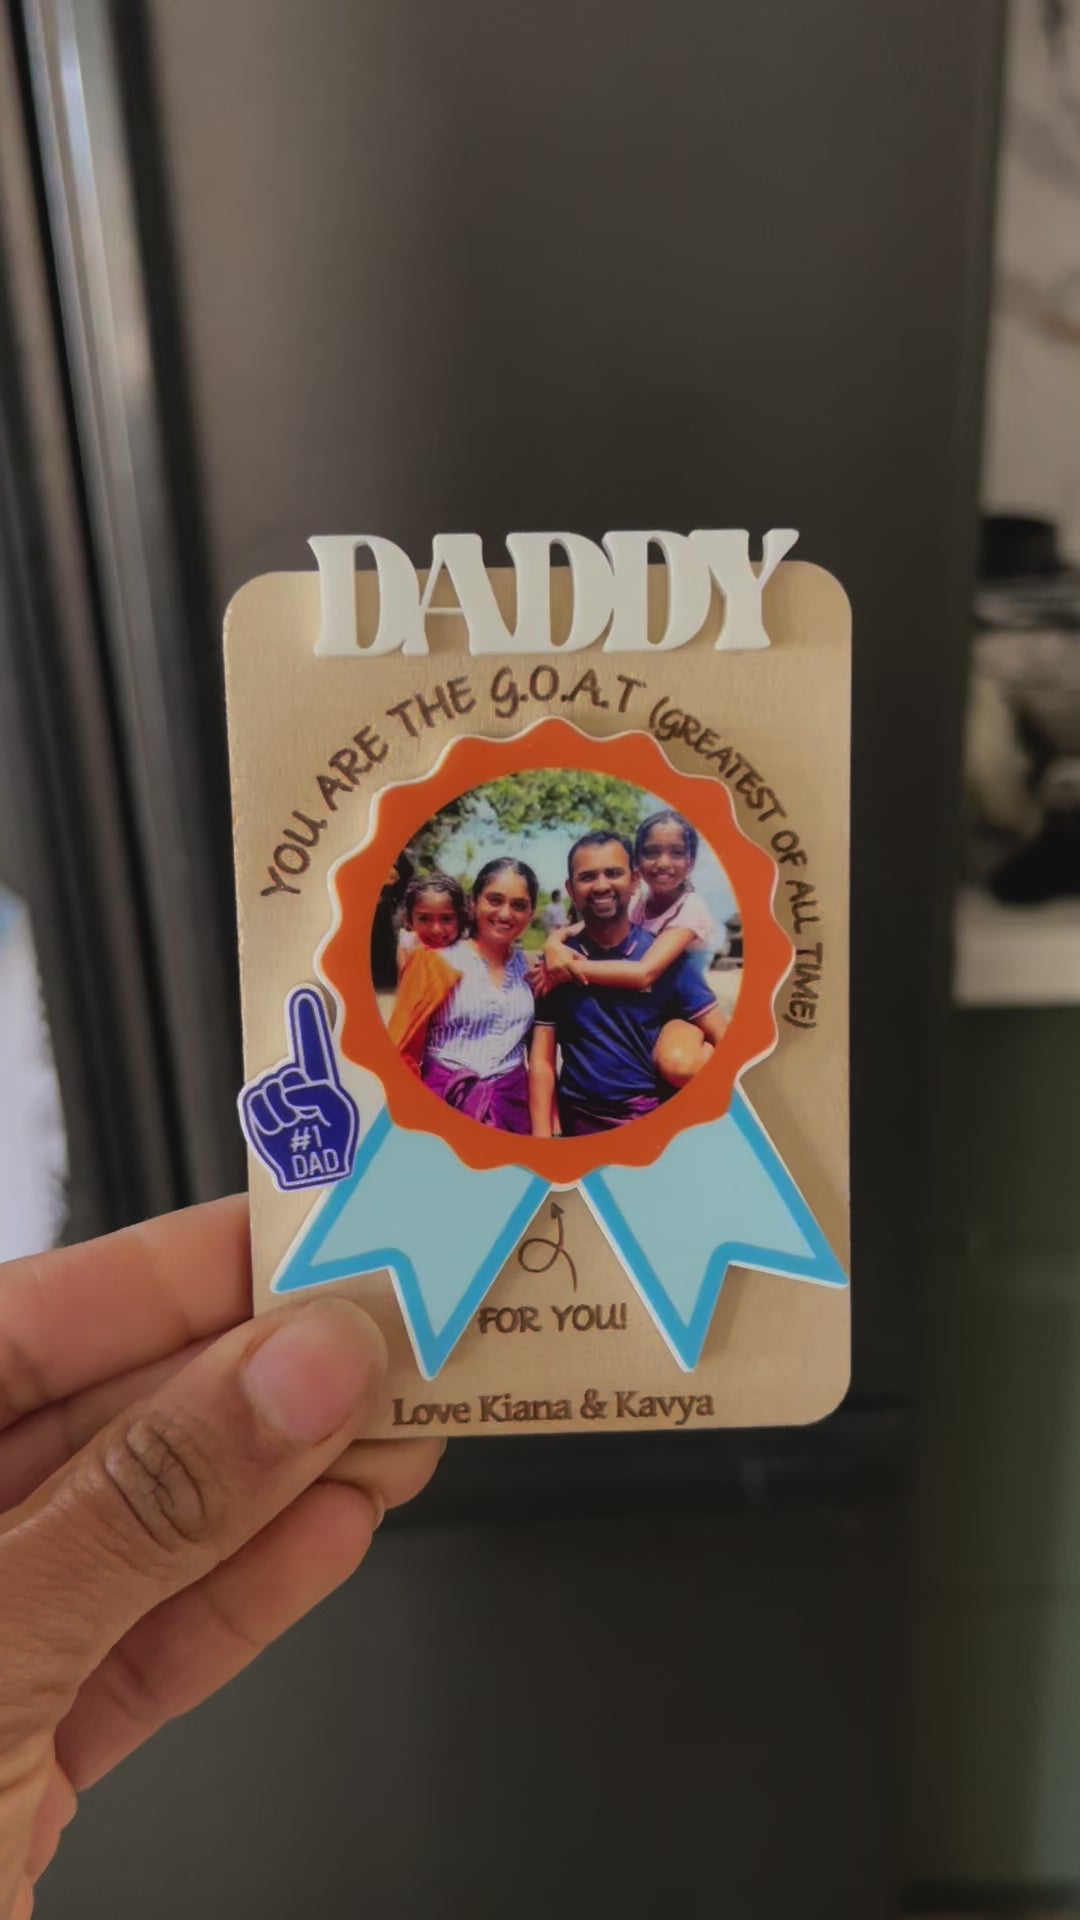 DADDY
YOU ARE THE G.O.A.T (GREATEST OF ALL TIME)
#1
DAD
FOR YOU!
Love Kiana & Kavya